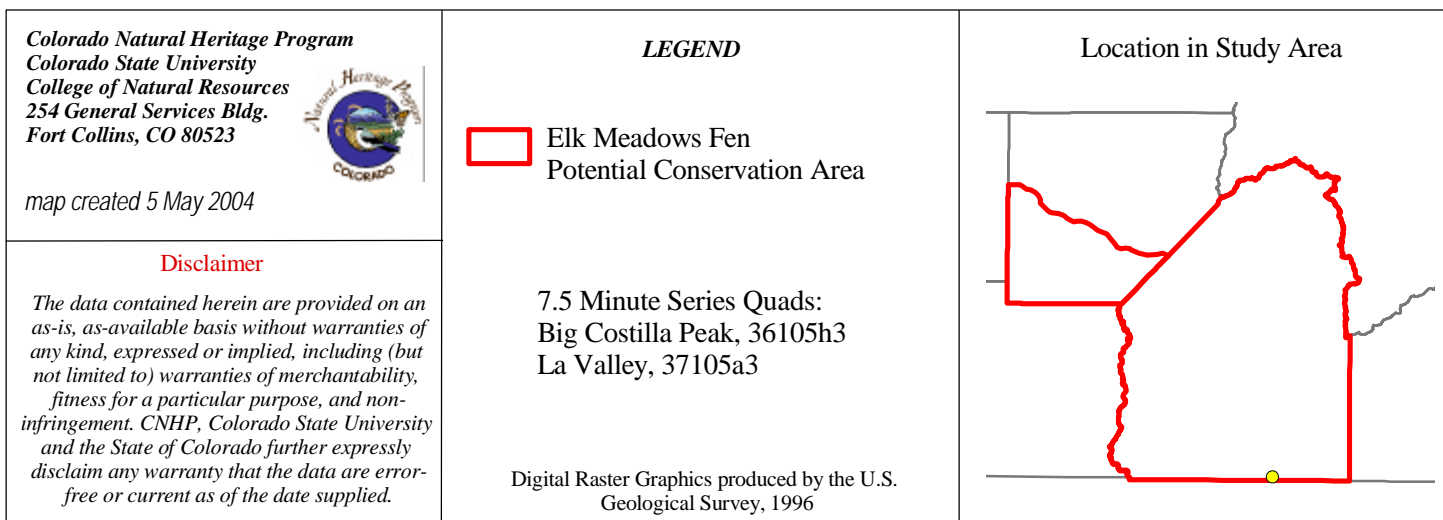 Colorado Natural Heritage Program
Colorado State University
College of Natural Resources
254 General Services Bldg.
Fort Collins, CO 80523
Natural Heritage Program
COLORADO
map created 5 May 2004
Disclaimer
The data contained herein are provided on an
as-is, as-available basis without warranties of
any kind, expressed or implied, including (but
not limited to) warranties of merchantability,
fitness for a particular purpose, and non-
infringement. CNHP, Colorado State University
and the State of Colorado further expressly
disclaim any warranty that the data are error-
free or current as of the date supplied.
LEGEND
Elk Meadows Fen
Potential Conservation Area
7.5 Minute Series Quads:
Big Costilla Peak, 36105h3
La Valley, 37105a3
Digital Raster Graphics produced by the U.S.
Geological Survey, 1996
Location in Study Area